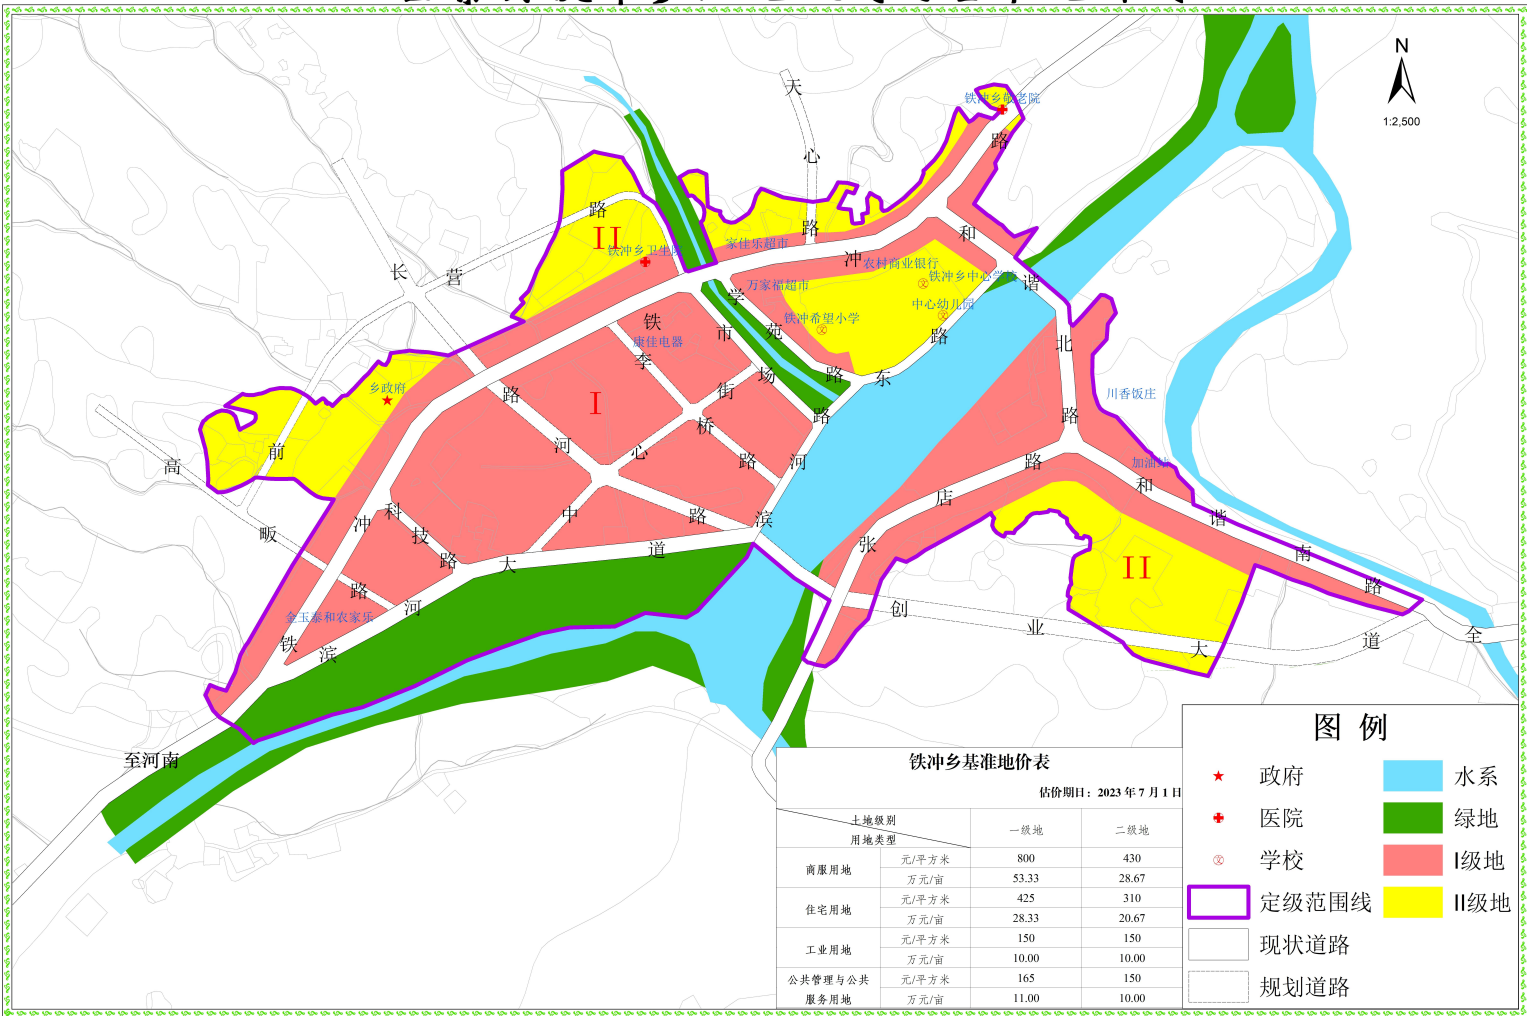 N
1:2,500
天
心
路
铁冲乡敬老院
路
路
II
铁冲乡卫生院
家佳乐超市
冲
农村商业银行
和
谐
长
营
学
万家福超市
铁冲乡中心学校
中心幼儿园
铁冲希望小学
铁
市
苑
路
北
康佳电器
李
场
路
东
乡政府
路
I
街
川香饭庄
桥
路
路
前
河
心
路
河
路
加油站
高
店
和
冲
科
中
路
滨
谐
畈
技
道
张
南
路
大
II
路
路
河
创
金玉泰和农家乐
业
铁
滨
大
道
全
至河南
铁冲乡基准地价表
估价期日：2023年7月1日
土地级别
用地类型
一级地 二级地
商服用地 元/平方米 800 430
万元/亩 53.33 28.67
住宅用地 元/平方米 425 310
万元/亩 28.33 20.67
工业用地 元/平方米 150 150
万元/亩 10.00 10.00
公共管理与公共服务用地 元/平方米 165 150
万元/亩 11.00 10.00
图 例
政府 水系
医院 绿地
学校 I级地
定级范围线 II级地
现状道路
规划道路